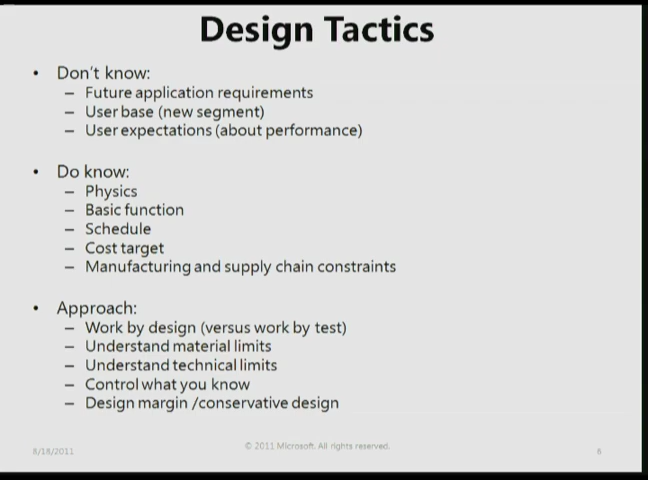 Design Tactics
• Don't know:
– Future application requirements
– User base (new segment)
– User expectations (about performance)
• Do know:
– Physics
– Basic function
– Schedule
– Cost target
– Manufacturing and supply chain constraints
• Approach:
– Work by design (versus work by test)
– Understand material limits
– Understand technical limits
– Control what you know
– Design margin /conservative design
8/18/2011
© 2011 Microsoft. All rights reserved.
6